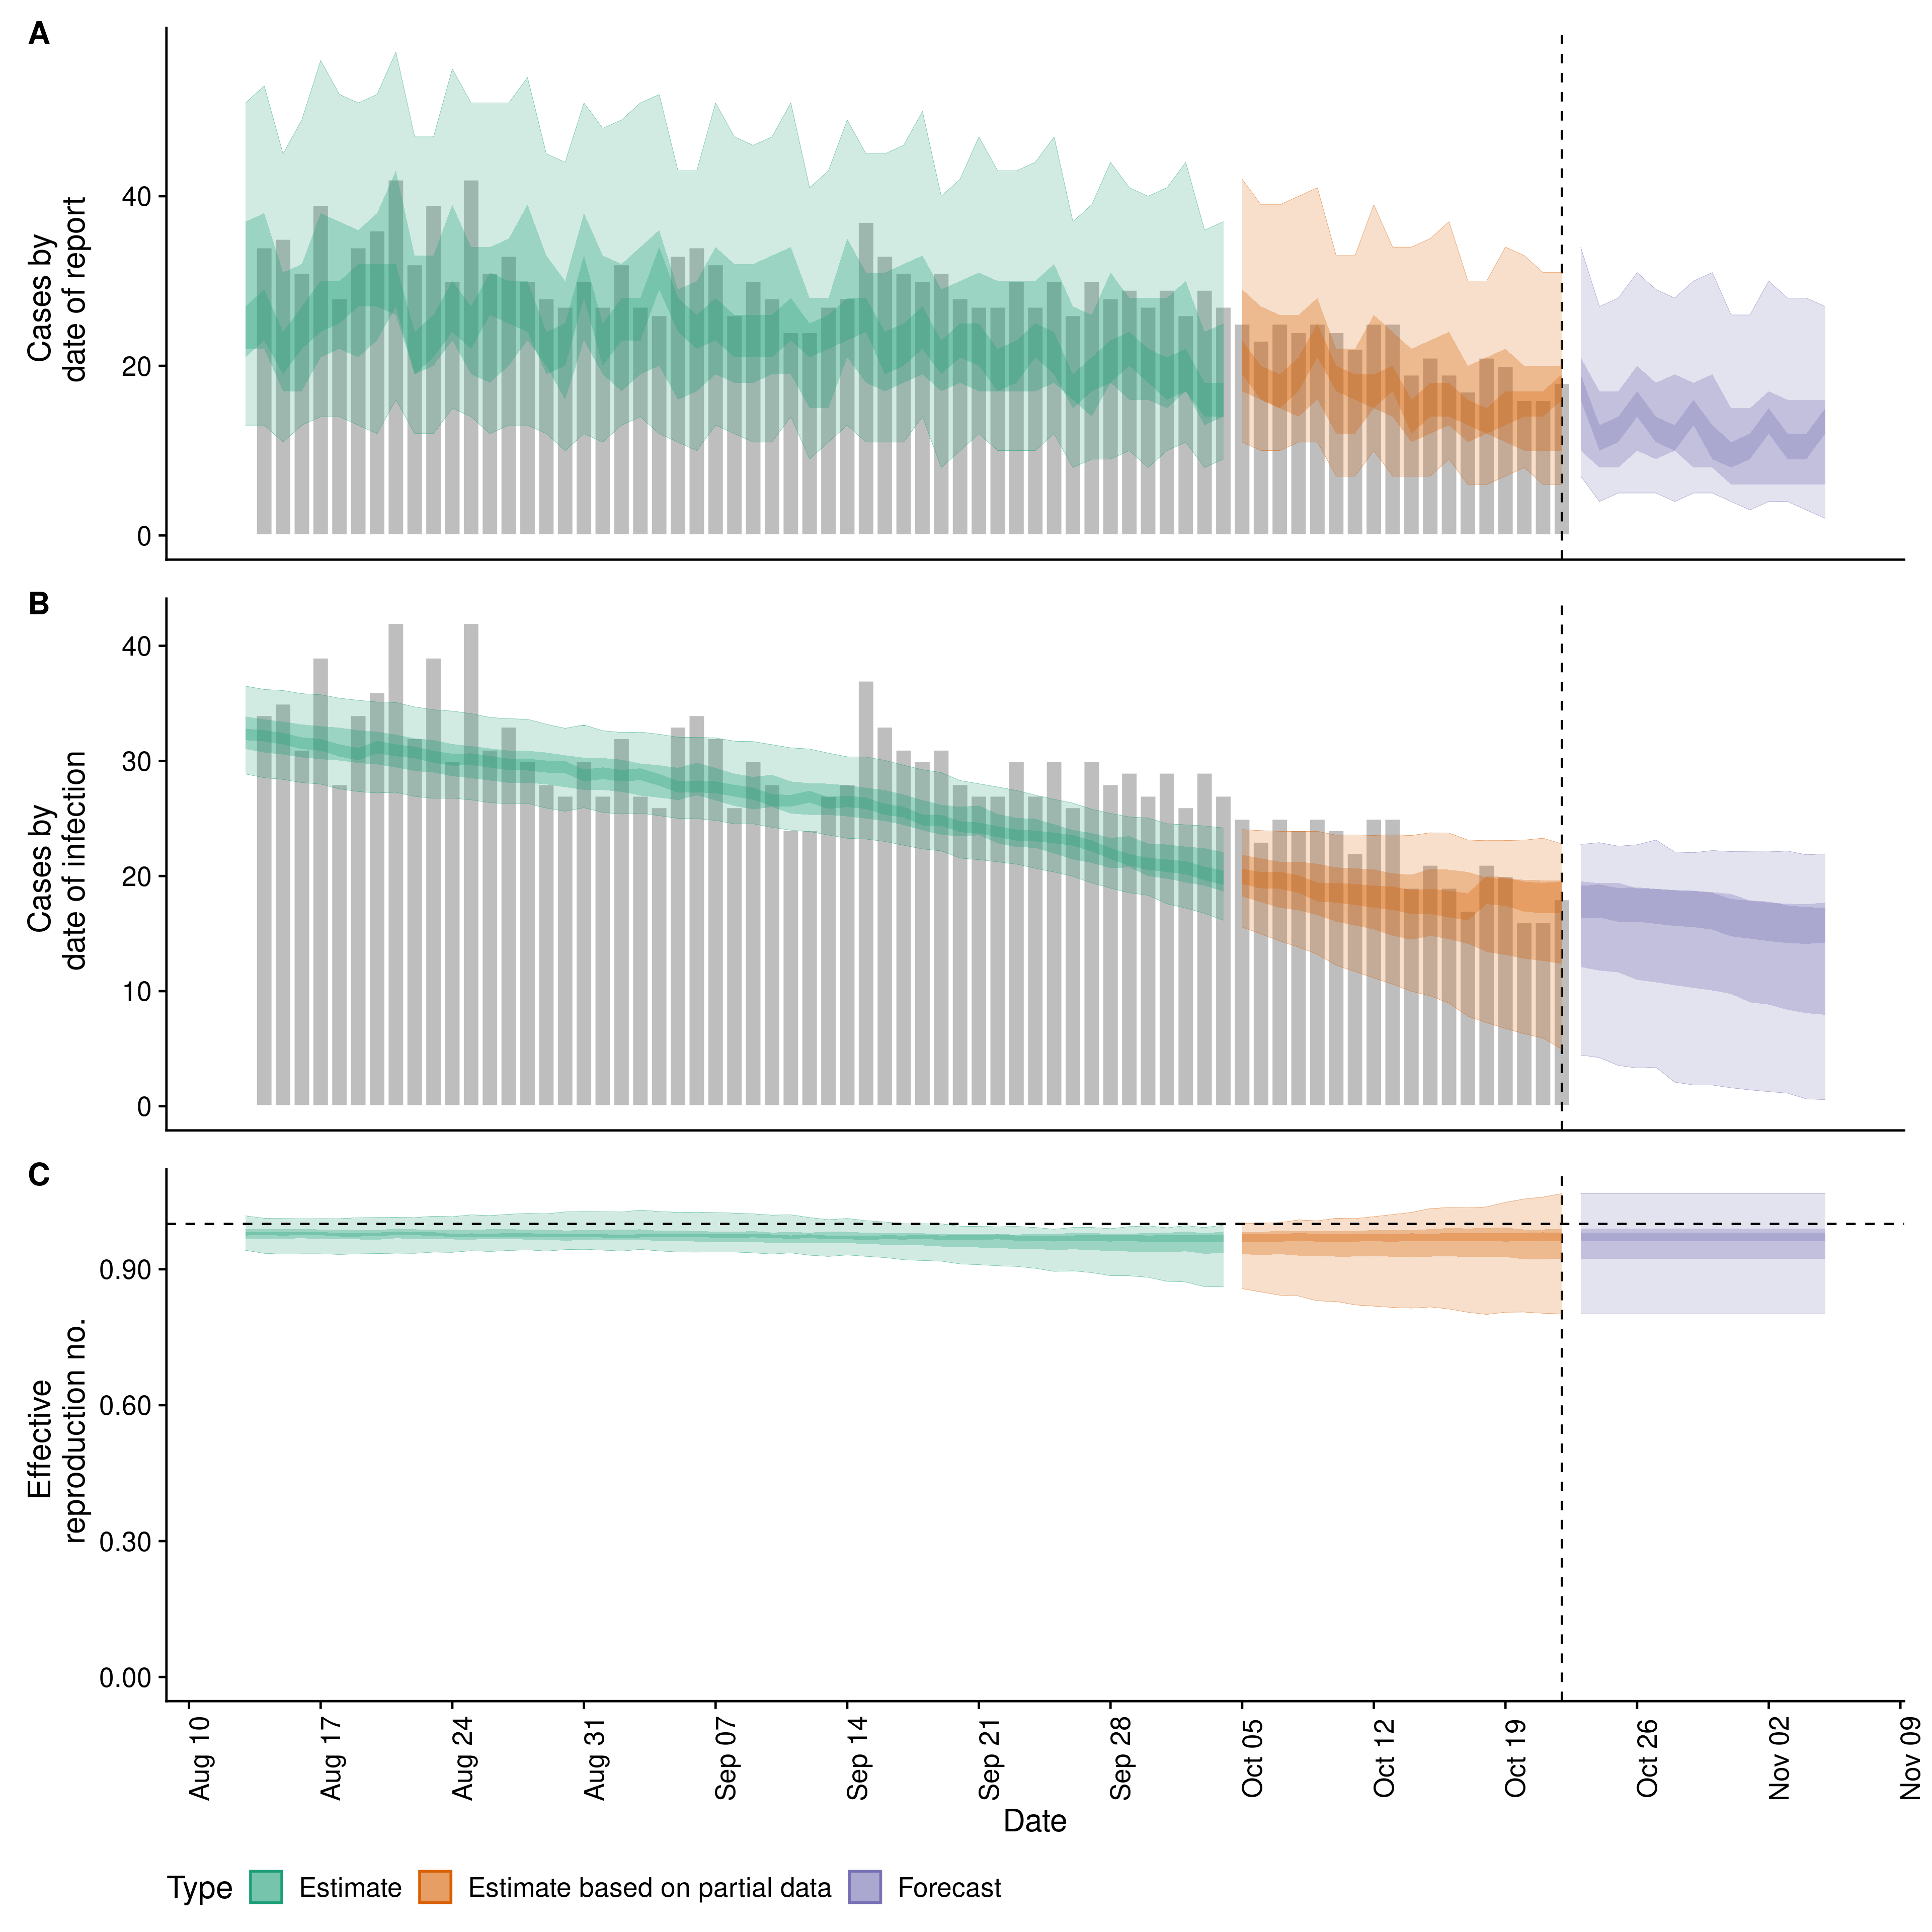 A
Cases by
date of report
40
20
0
B
Cases by
date of infection
40
30
20
10
0
C
Effective
reproduction no.
0.90
0.60
0.30
0.00
Aug 10
Aug 17
Aug 24
Aug 31
Sep 07
Sep 14
Sep 21
Sep 28
Oct 05
Oct 12
Oct 19
Oct 26
Nov 02
Nov 09
Date
Type Estimate Estimate based on partial data Forecast